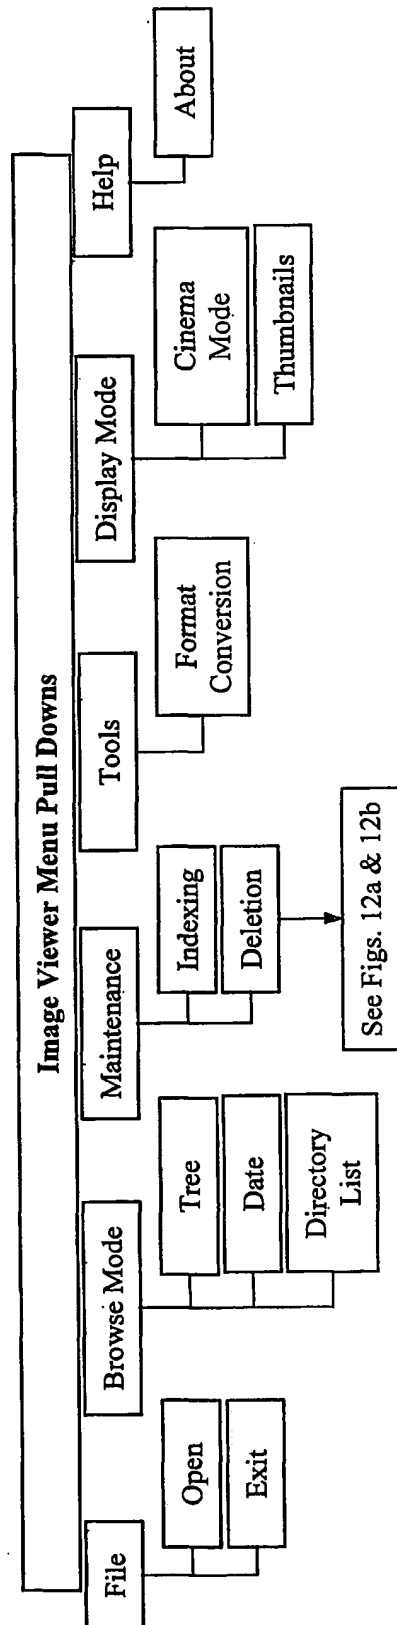 Image Viewer Menu Pull Downs
File
Open
Exit
Browse Mode
Tree
Date
Directory
List
Maintenance
Indexing
Deletion
See Figs. 12a & 12b
Tools
Format
Conversion
Display Mode
Cinema
Mode
Thumbnails
Help
About